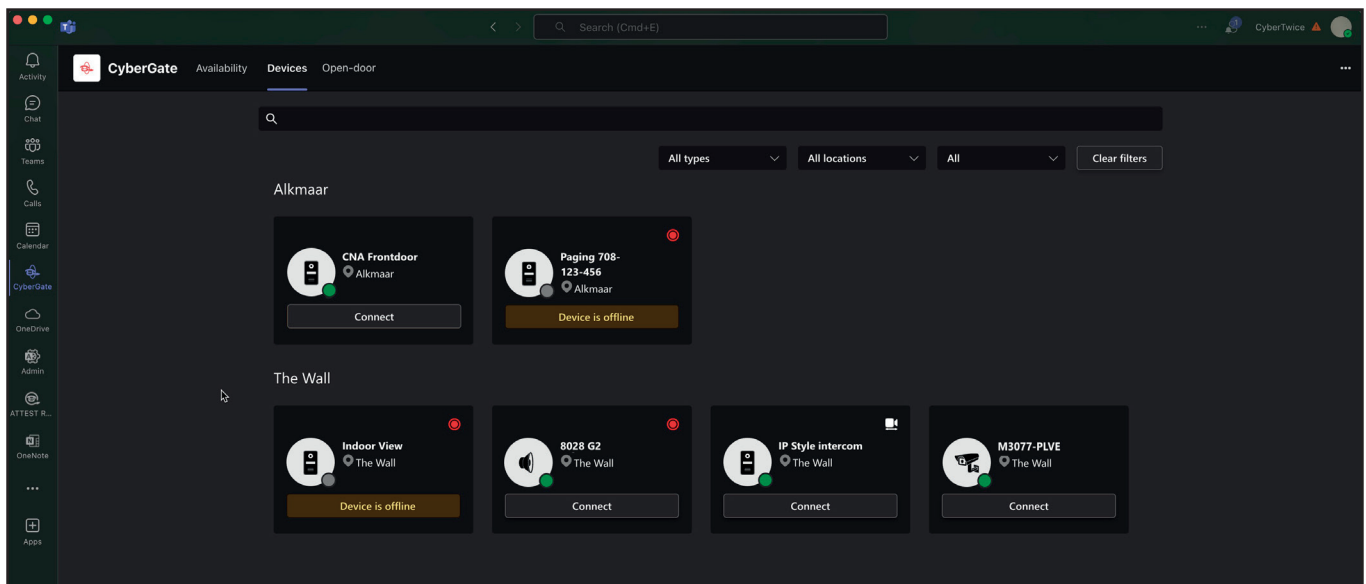 Search (Cmd+E)
CyberTwice
Activity
Chat
Teams
Calls
Calendar
CyberGate
OneDrive
Admin
ATTEST R...
OneNote
Apps
CyberGate Availability Devices Open-door
All types All locations All Clear filters
Alkmaar
CNA Frontdoor
Alkmaar
Connect
Paging 708-
123-456
Alkmaar
Device is offline
The Wall
Indoor View
The Wall
Device is offline
8028 G2
The Wall
Connect
IP Style intercom
The Wall
Connect
M3077-PLVE
The Wall
Connect